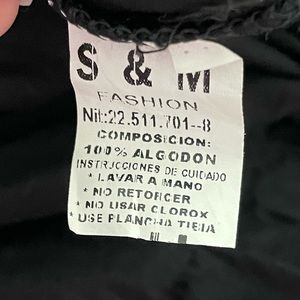 S & M
FASHION
Nit:22.511.701--8
COMPOSICION:
100% ALGODON
INSTRJCCIONES DE CUIDADO
* LAVAR A MANO
* NO RETORCER
* NO USAR CLOROX
* USE PLANCHA TIBIA